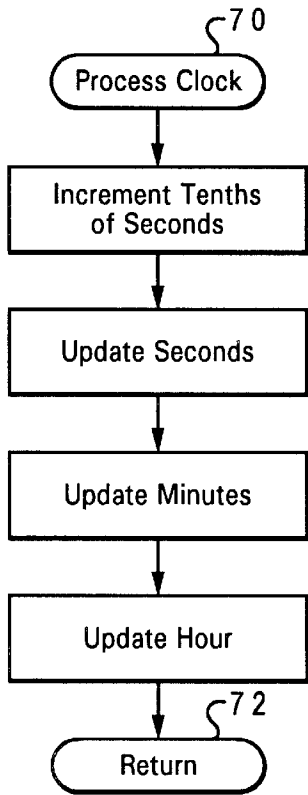 70
Process Clock
Increment Tenths
of Seconds
Update Seconds
Update Minutes
Update Hour
72
Return